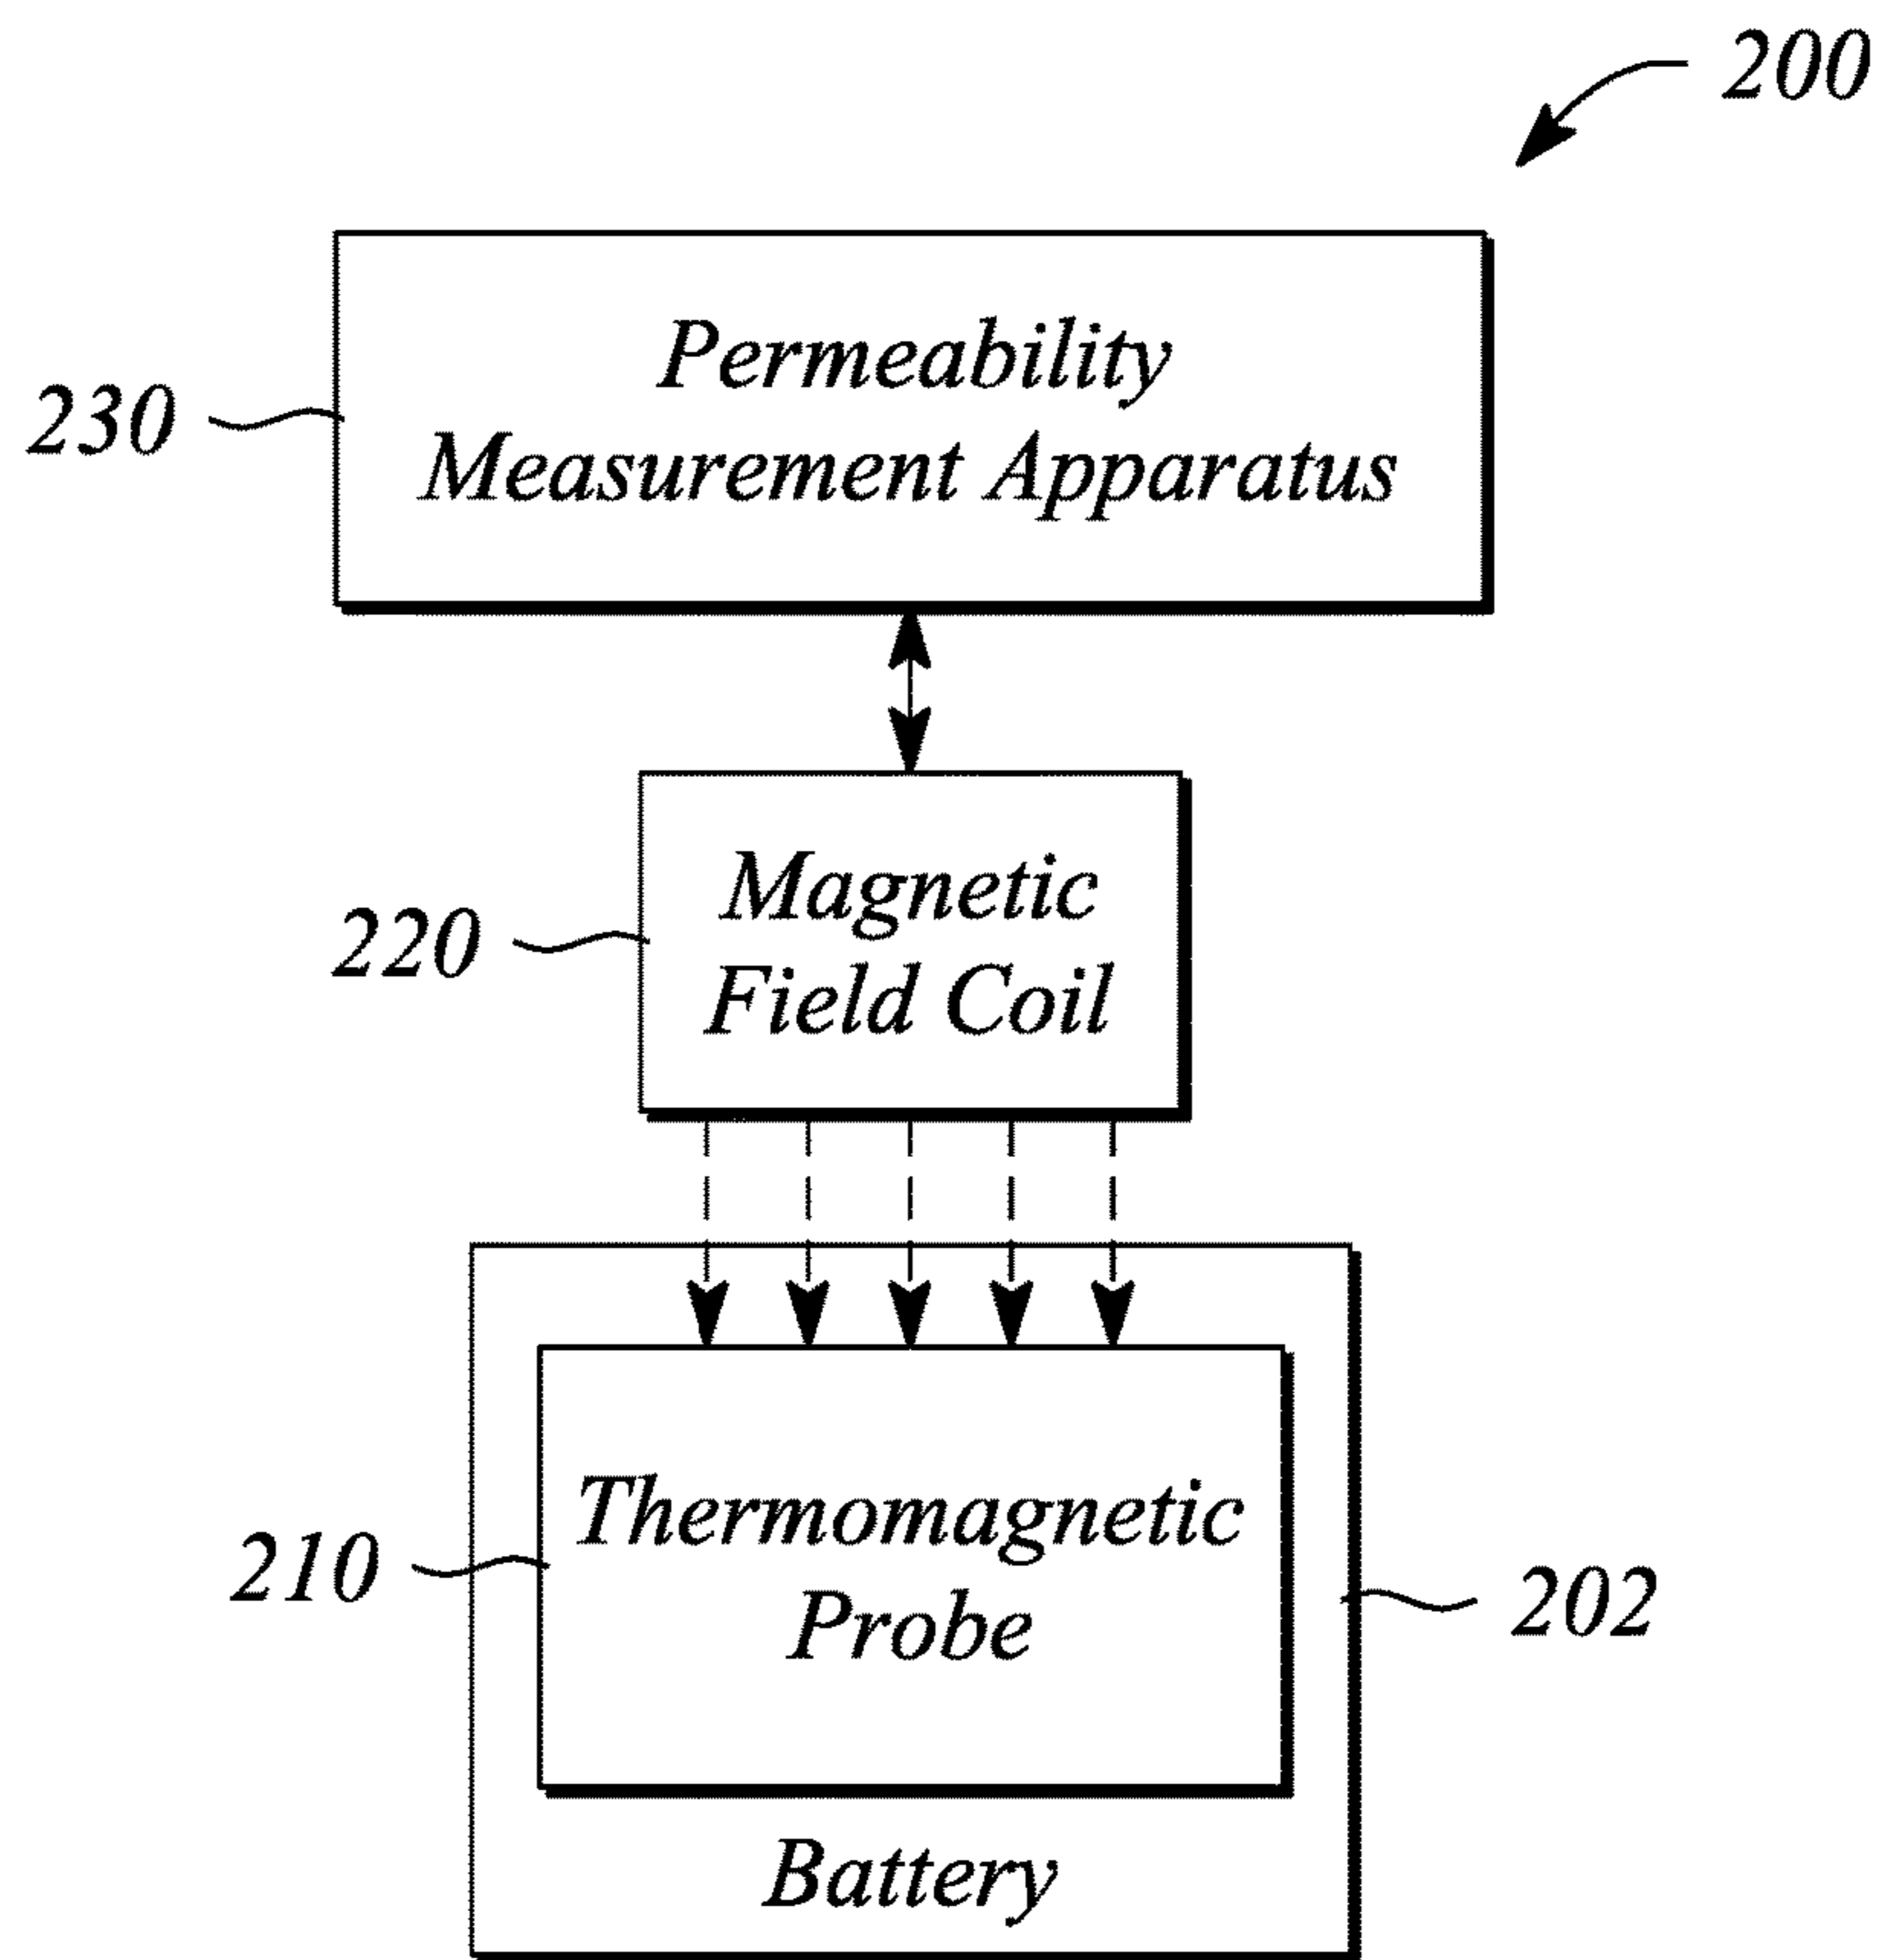 200
Permeability
230
Measurement Apparatus
Magnetic
220
Field Coil
Thermomagnetic
210
Probe
202
Battery